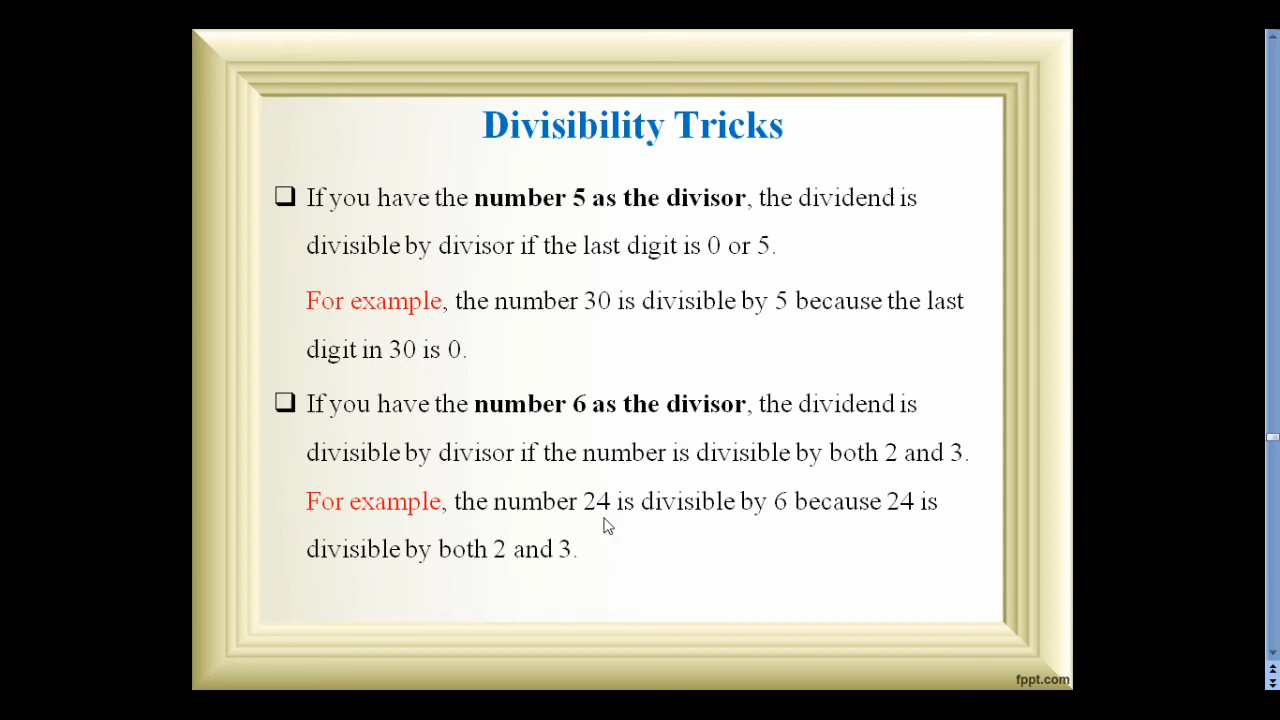 Divisibility Tricks
If you have the number 5 as the divisor, the dividend is
divisible by divisor if the last digit is 0 or 5.
For example, the number 30 is divisible by 5 because the last
digit in 30 is 0.
If you have the number 6 as the divisor, the dividend is
divisible by divisor if the number is divisible by both 2 and 3.
For example, the number 24 is divisible by 6 because 24 is
divisible by both 2 and 3.
fppt.com